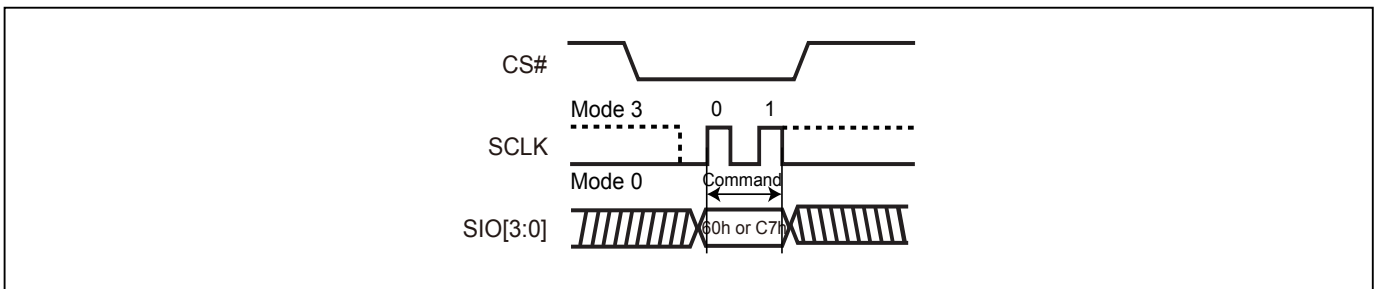 CS#
Mode 3 0 1
SCLK
Mode 0 Command
SIO[3:0] 60h or C7h